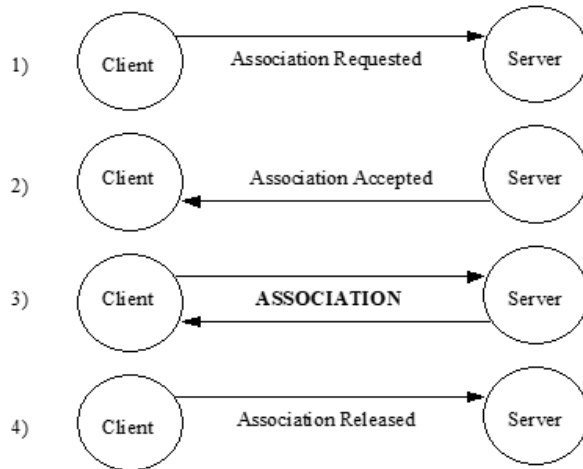 1) Client Association Requested Server
2) Client Association Accepted Server
3) Client ASSOCIATION Server
4) Client Association Released Server